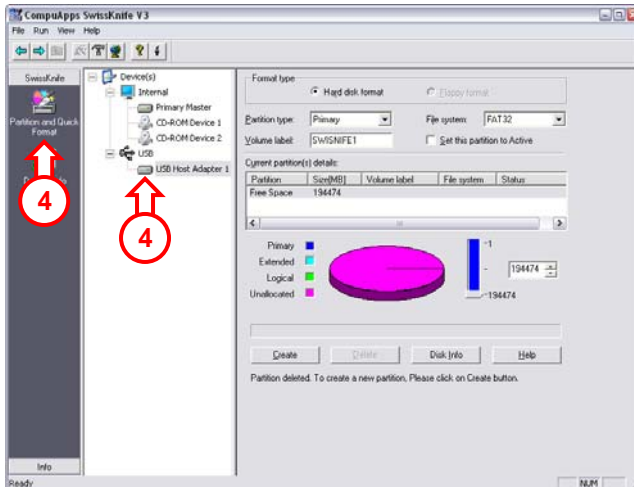 CompuApps SwissKnife V3
File Run View Help
SwissKnife
Partition and Quick
Format
Info
Device(s)
Internal
Primary Master
CD-ROM Device 1
CD-ROM Device 2
USB
USB Host Adapter 1
4
4
Format type
Hard disk format
Floppy format
Partition type: Primary
File system: FAT32
Volume label: SWISNIFE1
Set this partition to Active
Current partition(s) details:
Partition Size[MB] Volume label File system Status
Free Space 194474
Primary
Extended
Logical
Unallocated
1
194474
194474
Create Delete Disk Info Help
Partition deleted. To create a new partition, Please click on Create button.
Ready
NUM